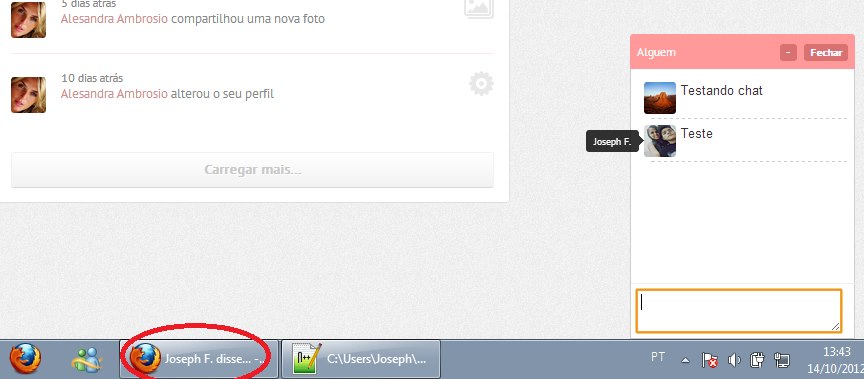 5 dias atrás
Alesandra Ambrosio compartilhou uma nova foto
10 dias atrás
Alesandra Ambrosio alterou o seu perfil
Carregar mais...
Alguem
-
Fechar
Testando chat
Joseph F.
Teste
Joseph F. disse... -...
N++
C:\Users\Joseph\...
PT
13:43
14/10/2012